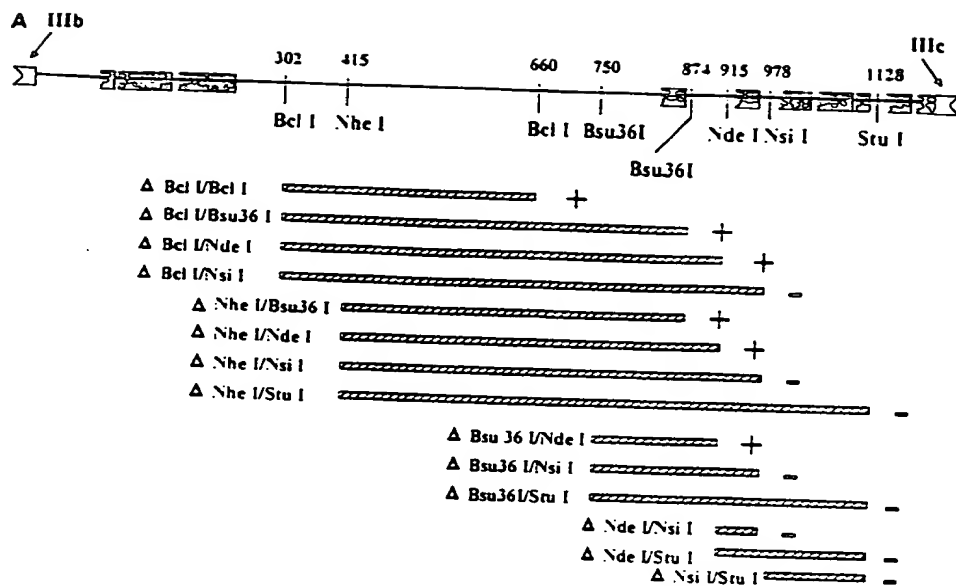 A IIIb
IIIc
302 415 660 750 874 915 978 1128
Bcl I Nhe I Bcl I Bsu36I Nde I Nsi I Stu I
Bsu36I
Δ Bcl I/Bcl I +
Δ Bcl I/Bsu36 I +
Δ Bcl I/Nde I +
Δ Bcl I/Nsi I -
Δ Nhe I/Bsu36 I +
Δ Nhe I/Nde I +
Δ Nhe I/Nsi I -
Δ Nhe I/Stu I -
Δ Bsu 36 I/Nde I +
Δ Bsu36 I/Nsi I -
Δ Bsu36I/Stu I -
Δ Nde I/Nsi I -
Δ Nde I/Stu I -
Δ Nsi I/Stu I -